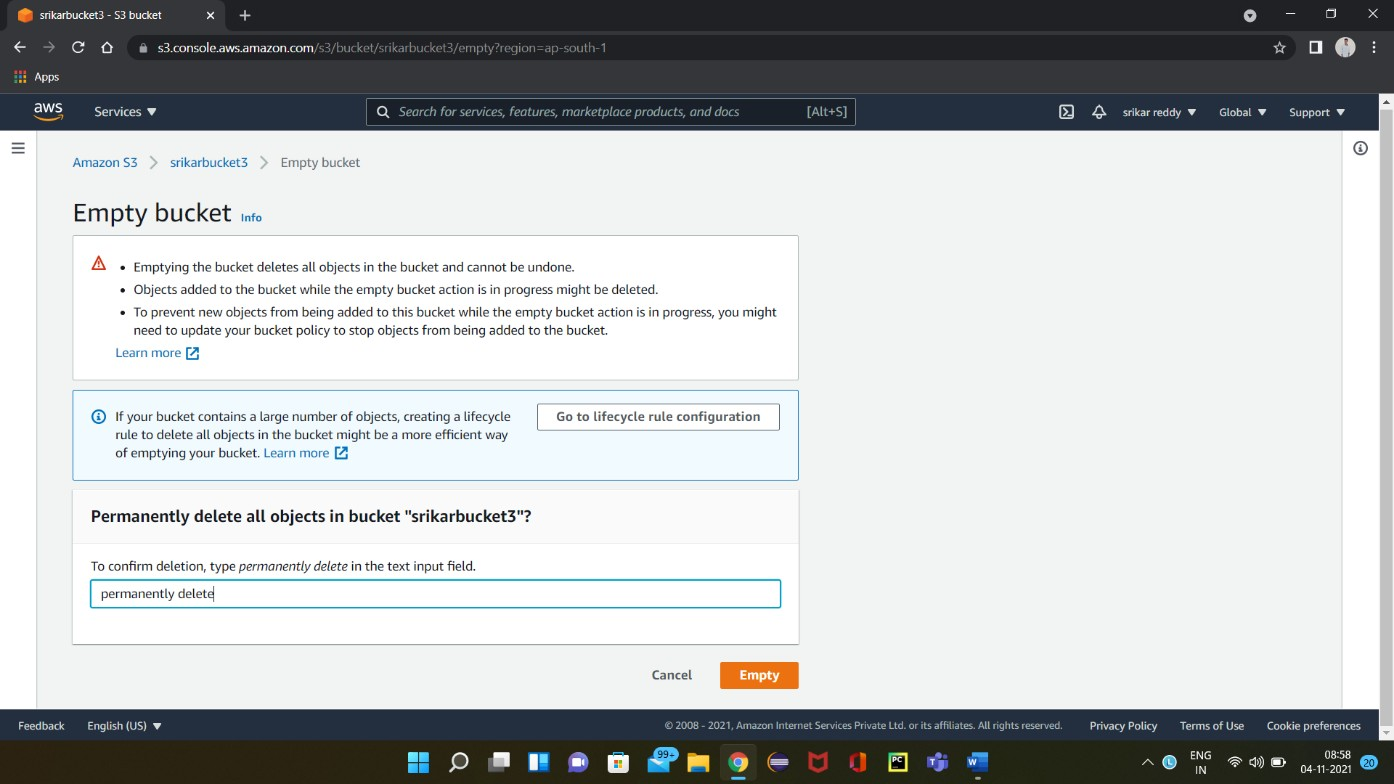 srikarbucket3 - S3 bucket
s3.console.aws.amazon.com/s3/bucket/srikarbucket3/empty?region=ap-south-1
Apps
aws
Services
Search for services, features, marketplace products, and docs
[Alt+S]
srikar reddy
Global
Support
Amazon S3
srikarbucket3
Empty bucket
Empty bucket
Info
Emptying the bucket deletes all objects in the bucket and cannot be undone.
Objects added to the bucket while the empty bucket action is in progress might be deleted.
To prevent new objects from being added to this bucket while the empty bucket action is in progress, you might
need to update your bucket policy to stop objects from being added to the bucket.
Learn more
If your bucket contains a large number of objects, creating a lifecycle
rule to delete all objects in the bucket might be a more efficient way
of emptying your bucket. Learn more
Go to lifecycle rule configuration
Permanently delete all objects in bucket "srikarbucket3"?
To confirm deletion, type permanently delete in the text input field.
permanently delete
Cancel
Empty
Feedback
English (US)
© 2008 - 2021, Amazon Internet Services Private Ltd. or its affiliates. All rights reserved.
Privacy Policy
Terms of Use
Cookie preferences
99+
PC
W
ENG
IN
08:58
04-11-2021
20